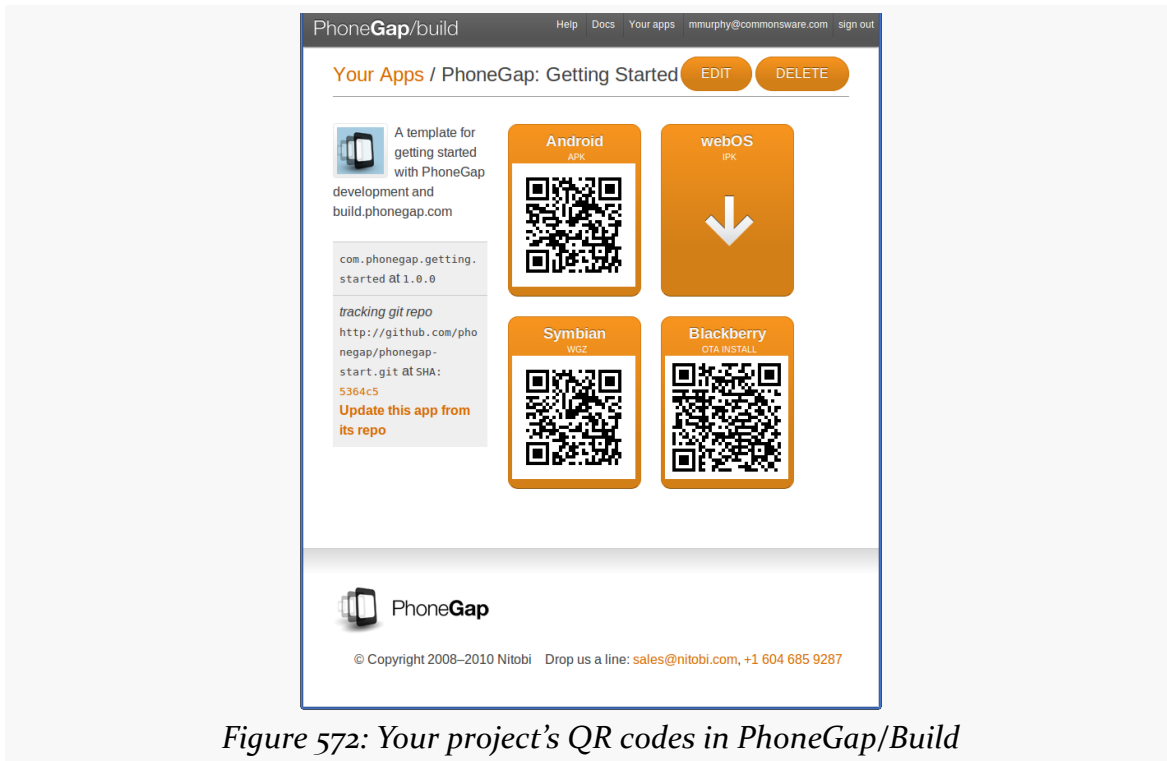 PhoneGap/build
Help Docs Your apps mmurphy@commonsware.com sign out
Your Apps / PhoneGap: Getting Started EDIT DELETE
A template for
getting started
with PhoneGap
development and
build.phonegap.com
com.phonegap.getting.
started at 1.0.0
tracking git repo
http://github.com/pho
negap/phonegap-
start.git at SHA:
5364c5
Update this app from
its repo
Android
APK
webOS
IPK
Symbian
WGZ
Blackberry
OTA INSTALL
PhoneGap
© Copyright 2008–2010 Nitobi Drop us a line: sales@nitobi.com, +1 604 685 9287
Figure 572: Your project’s QR codes in PhoneGap/Build